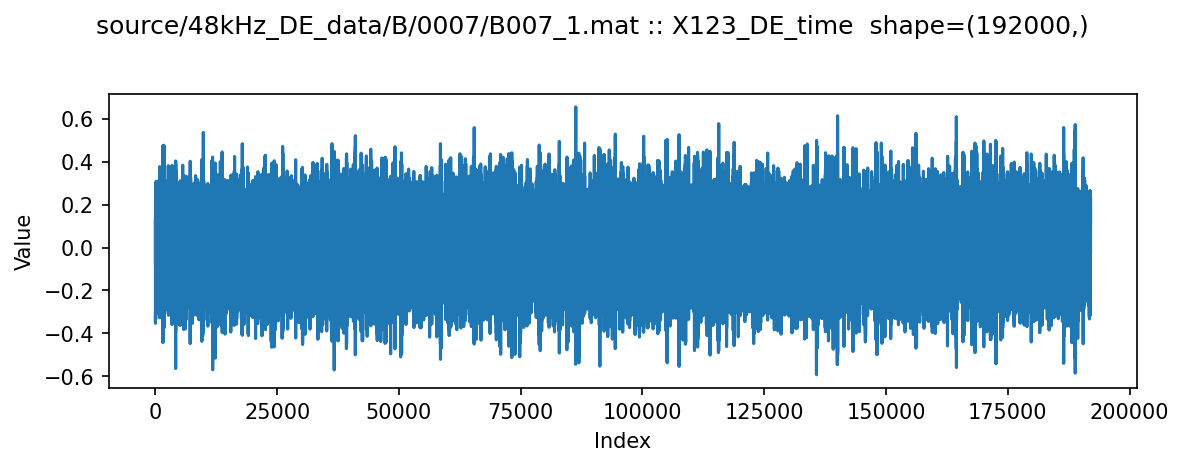 source/48kHz_DE_data/B/0007/B007_1.mat :: X123_DE_time  shape=(192000,)
0.6
0.4
0.2
0.0
−0.2
−0.4
−0.6
Value
0 25000 50000 75000 100000 125000 150000 175000 200000
Index